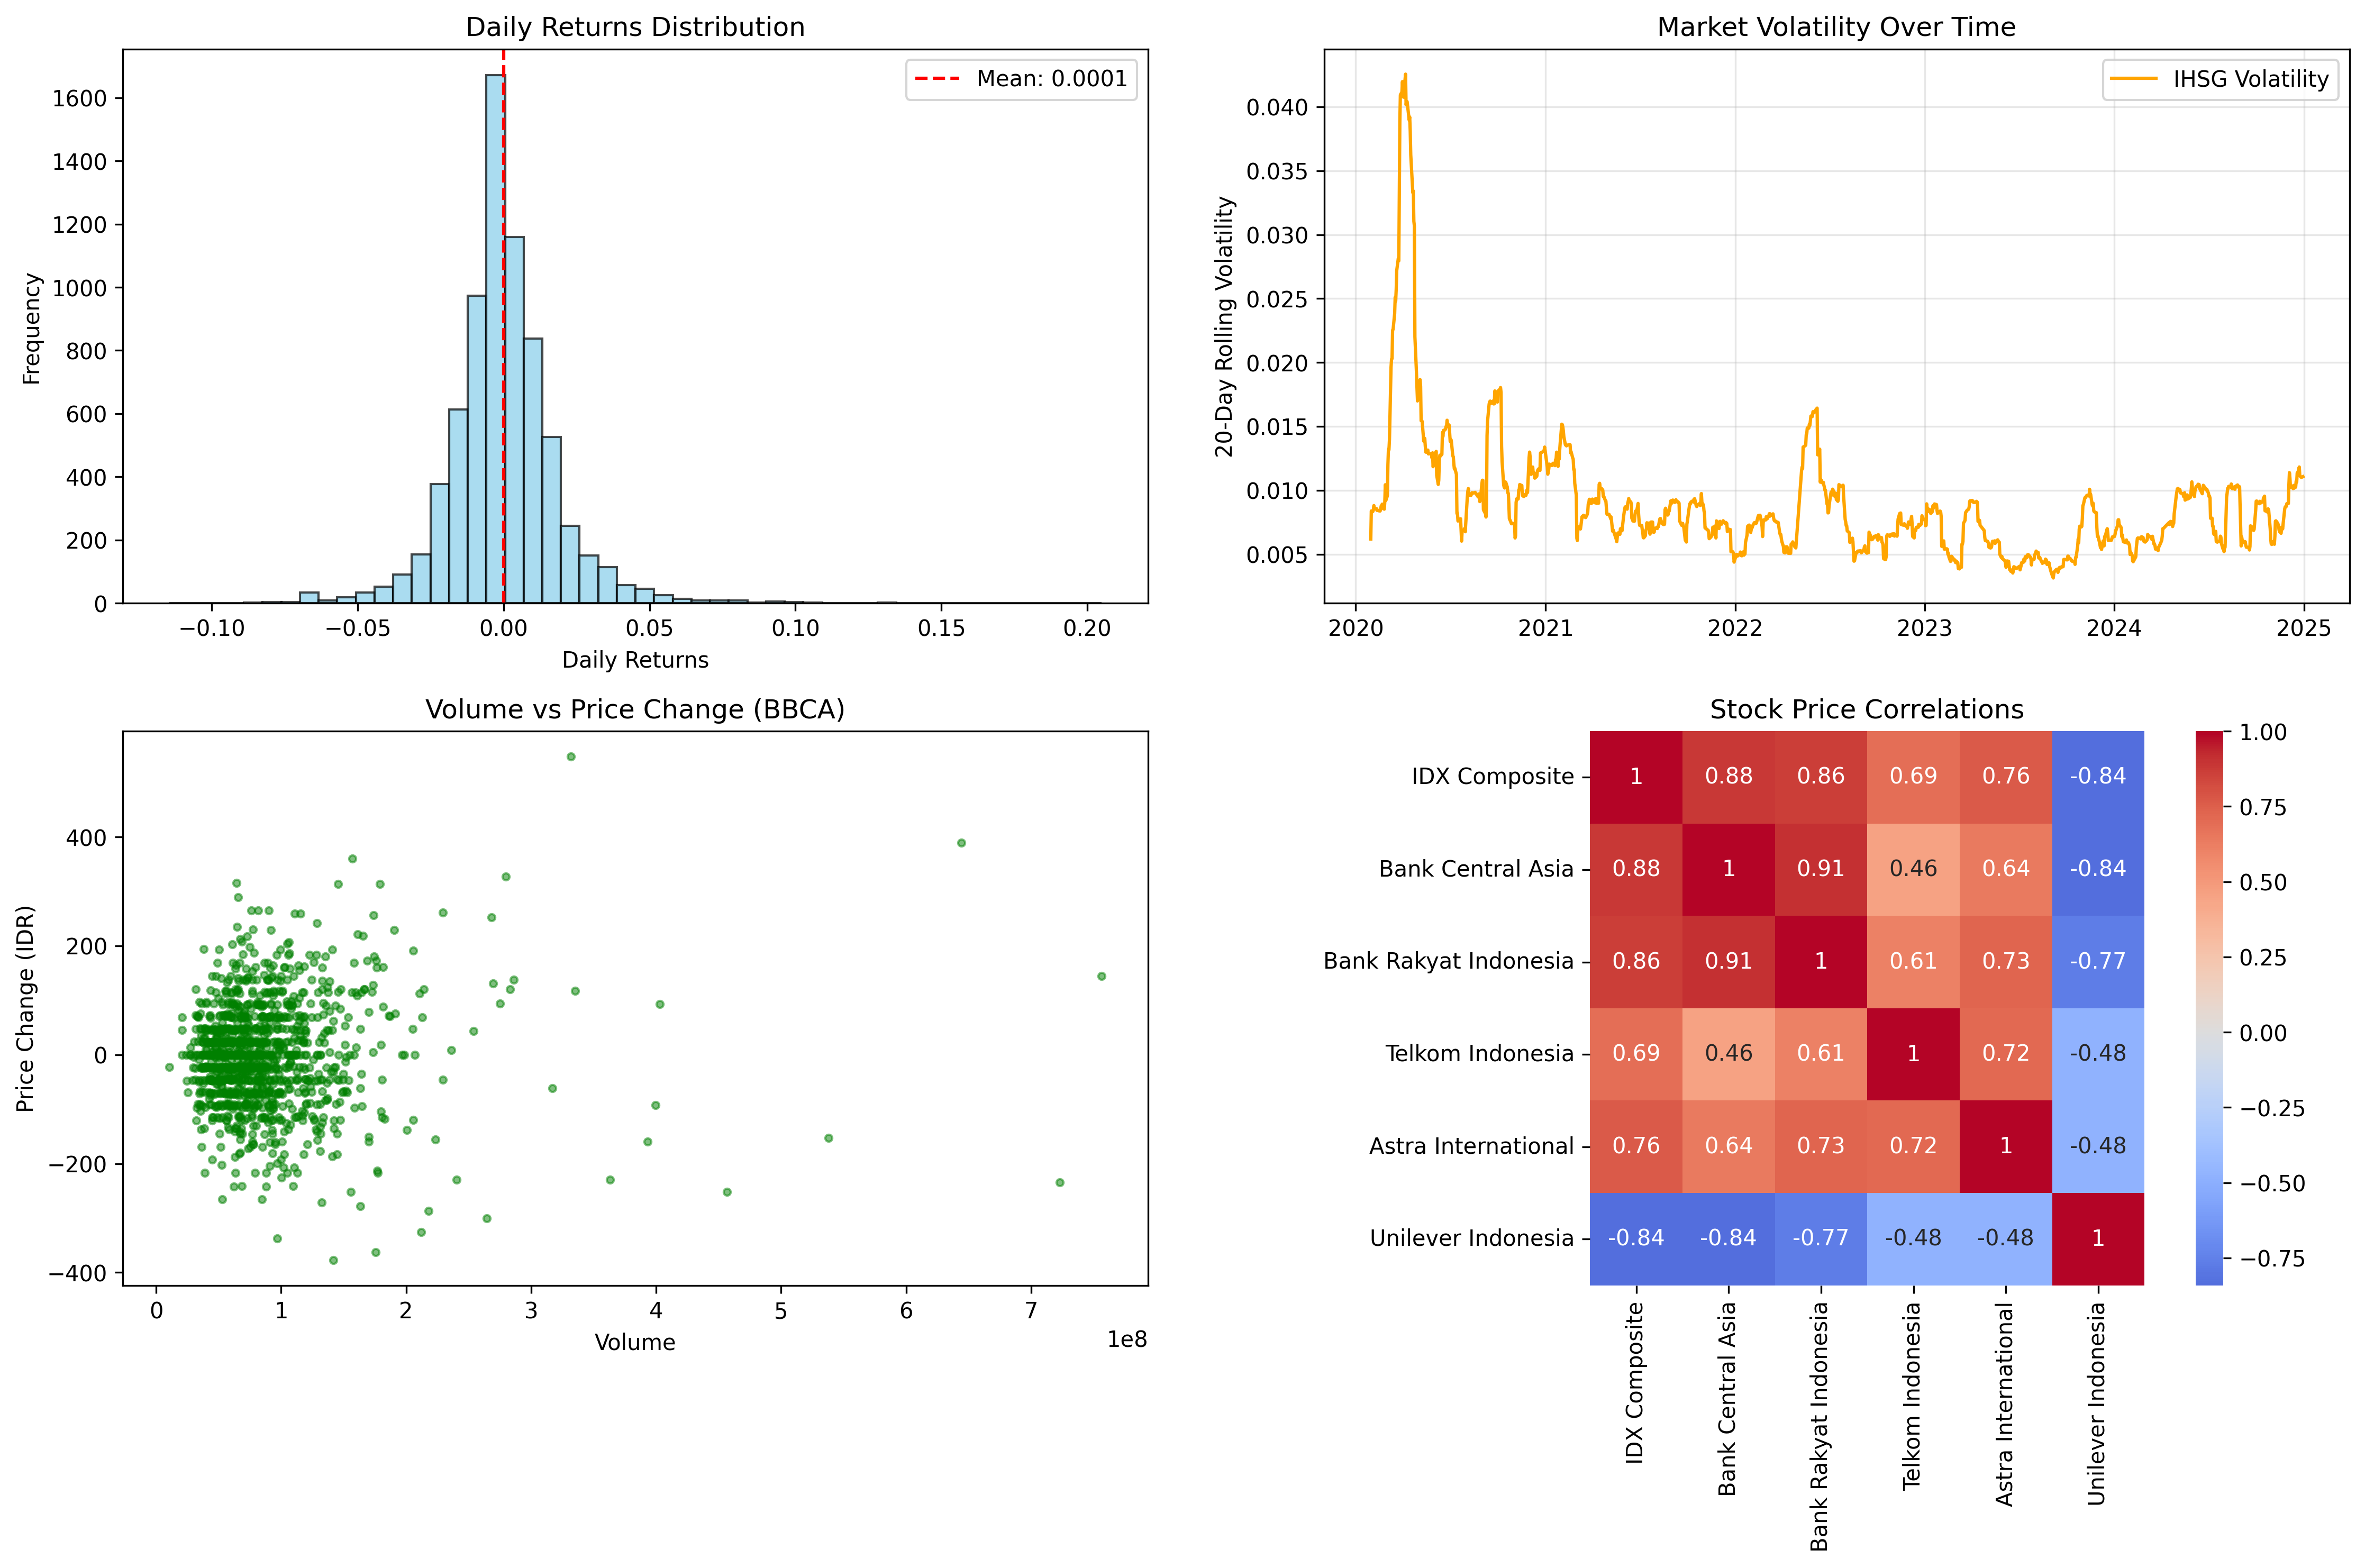 Daily Returns Distribution
Mean: 0.0001
Frequency
1600
1400
1200
1000
800
600
400
200
0
−0.10 −0.05 0.00 0.05 0.10 0.15 0.20
Daily Returns
Market Volatility Over Time
IHSG Volatility
20-Day Rolling Volatility
0.040
0.035
0.030
0.025
0.020
0.015
0.010
0.005
2020 2021 2022 2023 2024 2025
Volume vs Price Change (BBCA)
Price Change (IDR)
400
200
0
−200
−400
0 1 2 3 4 5 6 7
1e8
Volume
Stock Price Correlations
IDX Composite 1 0.88 0.86 0.69 0.76 -0.84
Bank Central Asia 0.88 1 0.91 0.46 0.64 -0.84
Bank Rakyat Indonesia 0.86 0.91 1 0.61 0.73 -0.77
Telkom Indonesia 0.69 0.46 0.61 1 0.72 -0.48
Astra International 0.76 0.64 0.73 0.72 1 -0.48
Unilever Indonesia -0.84 -0.84 -0.77 -0.48 -0.48 1
IDX Composite
Bank Central Asia
Bank Rakyat Indonesia
Telkom Indonesia
Astra International
Unilever Indonesia
1.00
0.75
0.50
0.25
0.00
−0.25
−0.50
−0.75